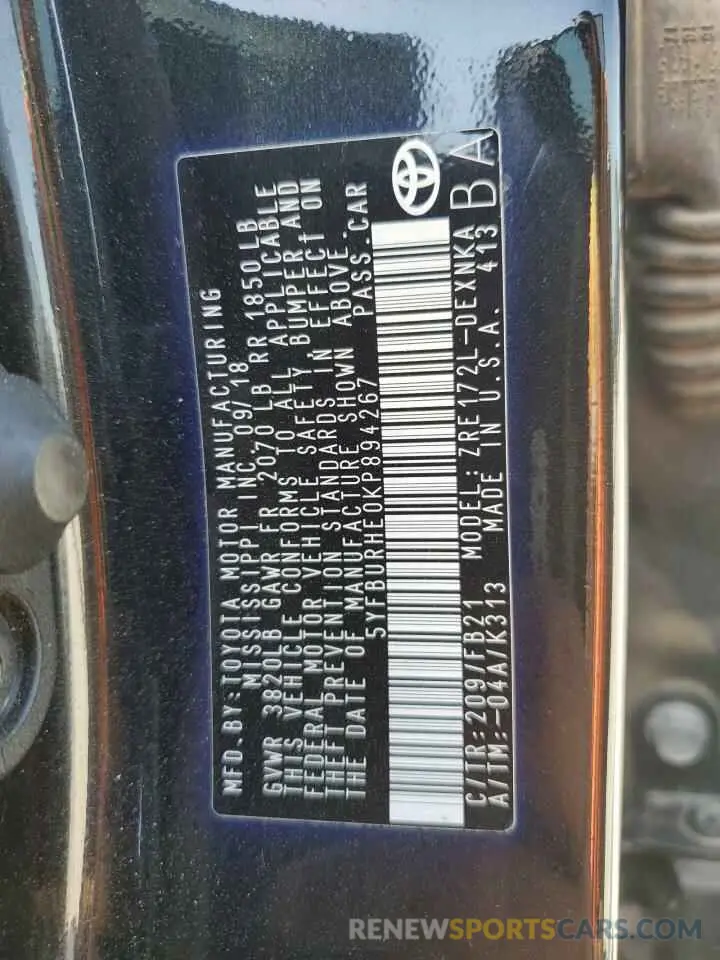 MFD. BY: TOYOTA MOTOR MANUFACTURING
MISSISSIPPI INC. 09/18
GVWR 3820LB GAWR FR 2070 LB RR 1850 LB
THIS VEHICLE CONFORMS TO ALL APPLICABLE
FEDERAL MOTOR VEHICLE SAFETY, BUMPER AND
THEFT PREVENTION STANDARDS IN EFFECT ON
THE DATE OF MANUFACTURE SHOWN ABOVE.
5YFBURHE0KP894267 PASS. CAR
C/TR: 209/FB21 MODEL: ZRE172L-DEXNKA
A/TM: -04A/K313 MADE IN U.S.A. 413 BA
RENEWSPORTSCARS.COM